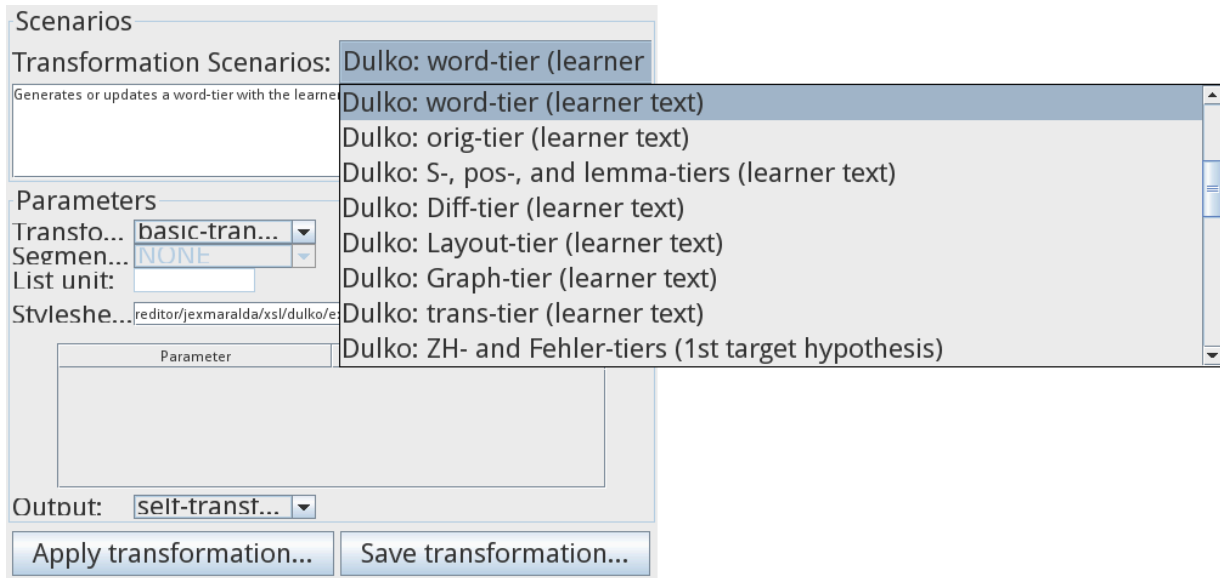 Scenarios
Transformation Scenarios: Dulko: word-tier (learner
Generates or updates a word-tier with the learner
Dulko: word-tier (learner text)
Dulko: orig-tier (learner text)
Dulko: S-, pos-, and lemma-tiers (learner text)
Dulko: Diff-tier (learner text)
Dulko: Layout-tier (learner text)
Dulko: Graph-tier (learner text)
Dulko: trans-tier (learner text)
Dulko: ZH- and Fehler-tiers (1st target hypothesis)
Parameters
Transfo... basic-tran...
Segmen... NONE
List unit:
Styleshe... reditor/jexmaralda/xsl/dulko/e
Parameter
Output: self-transf...
Apply transformation... Save transformation...